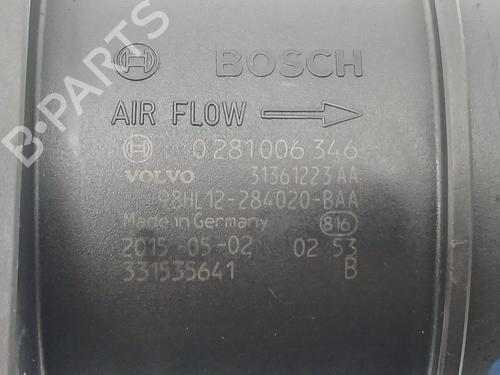 BOSCH
AIR FLOW
0 281 006 346
VOLVO 31361223 AA
98HL12-284020-BAA
Made in Germany 816
2015-05-02 02 53
331535641 B
B-PARTS